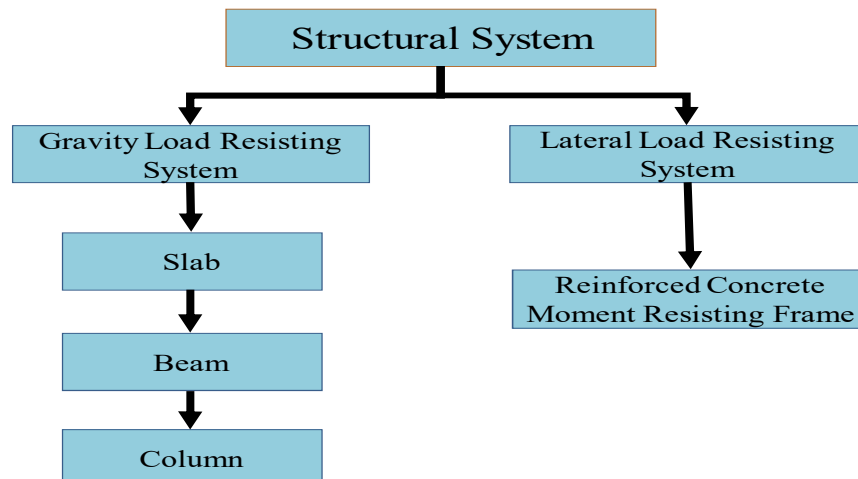 Structural System
Gravity Load Resisting
System
Lateral Load Resisting
System
Slab
Reinforced Concrete
Moment Resisting Frame
Beam
Column